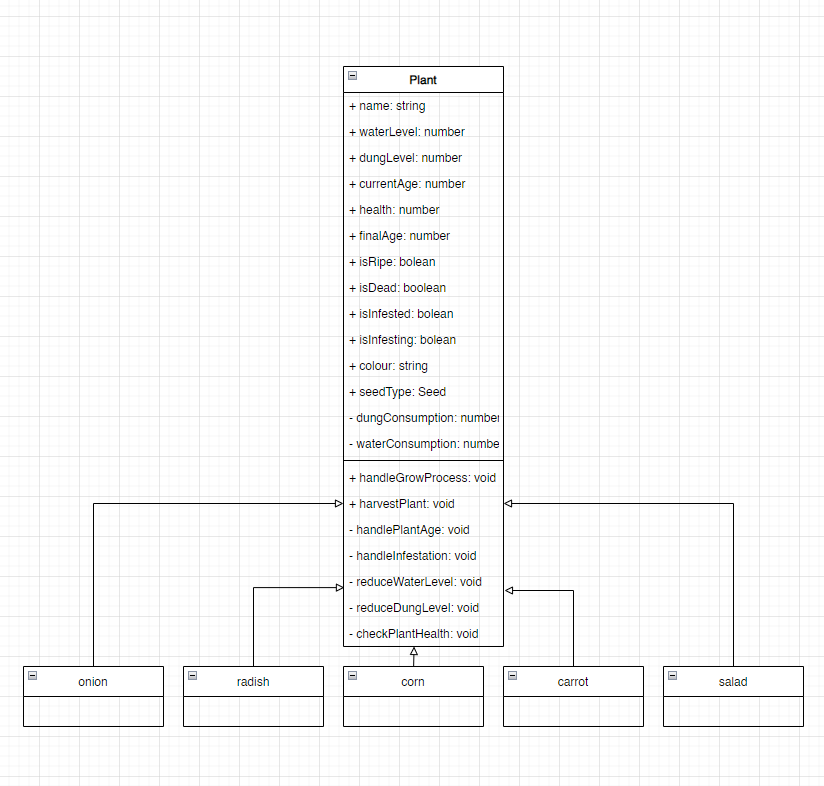 Plant
+ name: string
+ waterLevel: number
+ dungLevel: number
+ currentAge: number
+ health: number
+ finalAge: number
+ isRipe: bolean
+ isDead: boolean
+ isInfested: bolean
+ isInfesting: bolean
+ colour: string
+ seedType: Seed
- dungConsumption: number
- waterConsumption: numbe
+ handleGrowProcess: void
+ harvestPlant: void
- handlePlantAge: void
- handleInfestation: void
- reduceWaterLevel: void
- reduceDungLevel: void
- checkPlantHealth: void
onion
radish
corn
carrot
salad